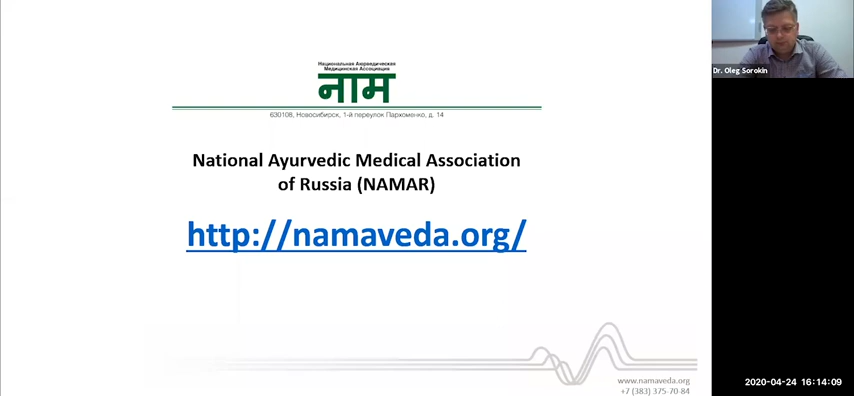 Национальная Аюрведическая
Медицинская Ассоциация
नाम
630108, Новосибирск, 1-й переулок Пархоменко, д. 14
National Ayurvedic Medical Association
of Russia (NAMAR)
http://namaveda.org/
www.namaveda.org
+7 (383) 375-70-84
Dr. Oleg Sorokin
2020-04-24 16:14:09